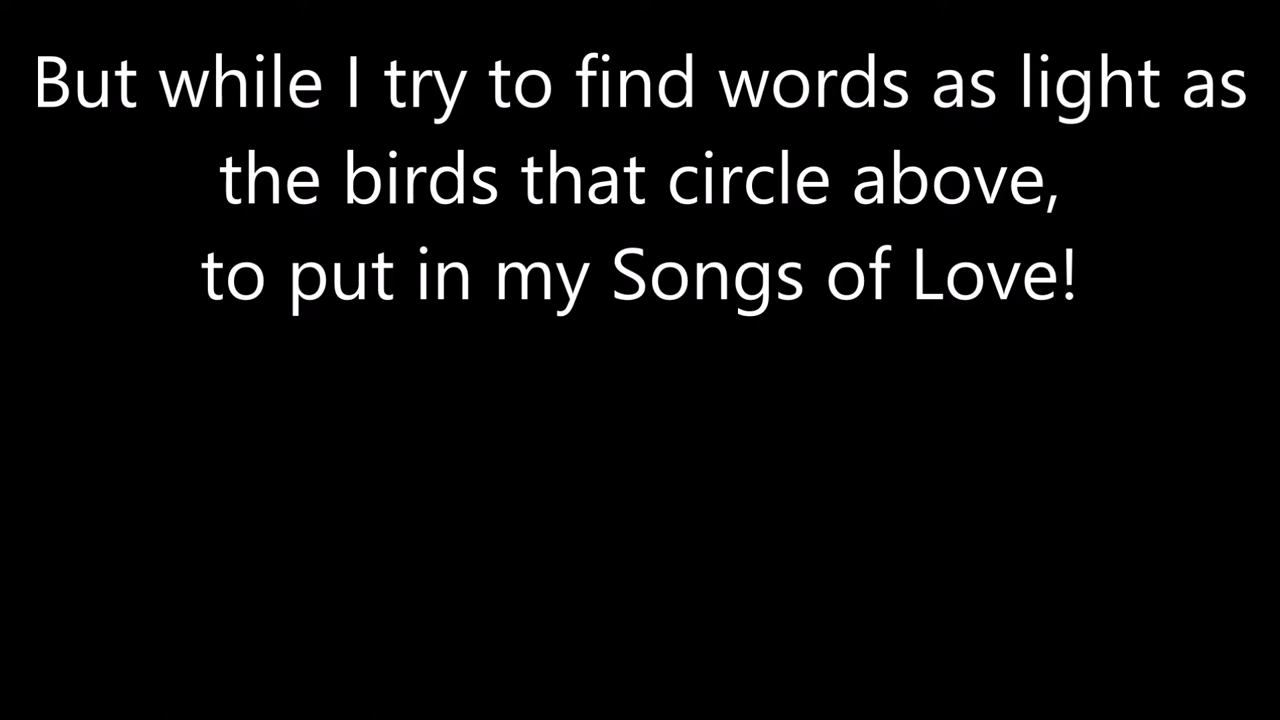 But while I try to find words as light as
the birds that circle above,
to put in my Songs of Love!